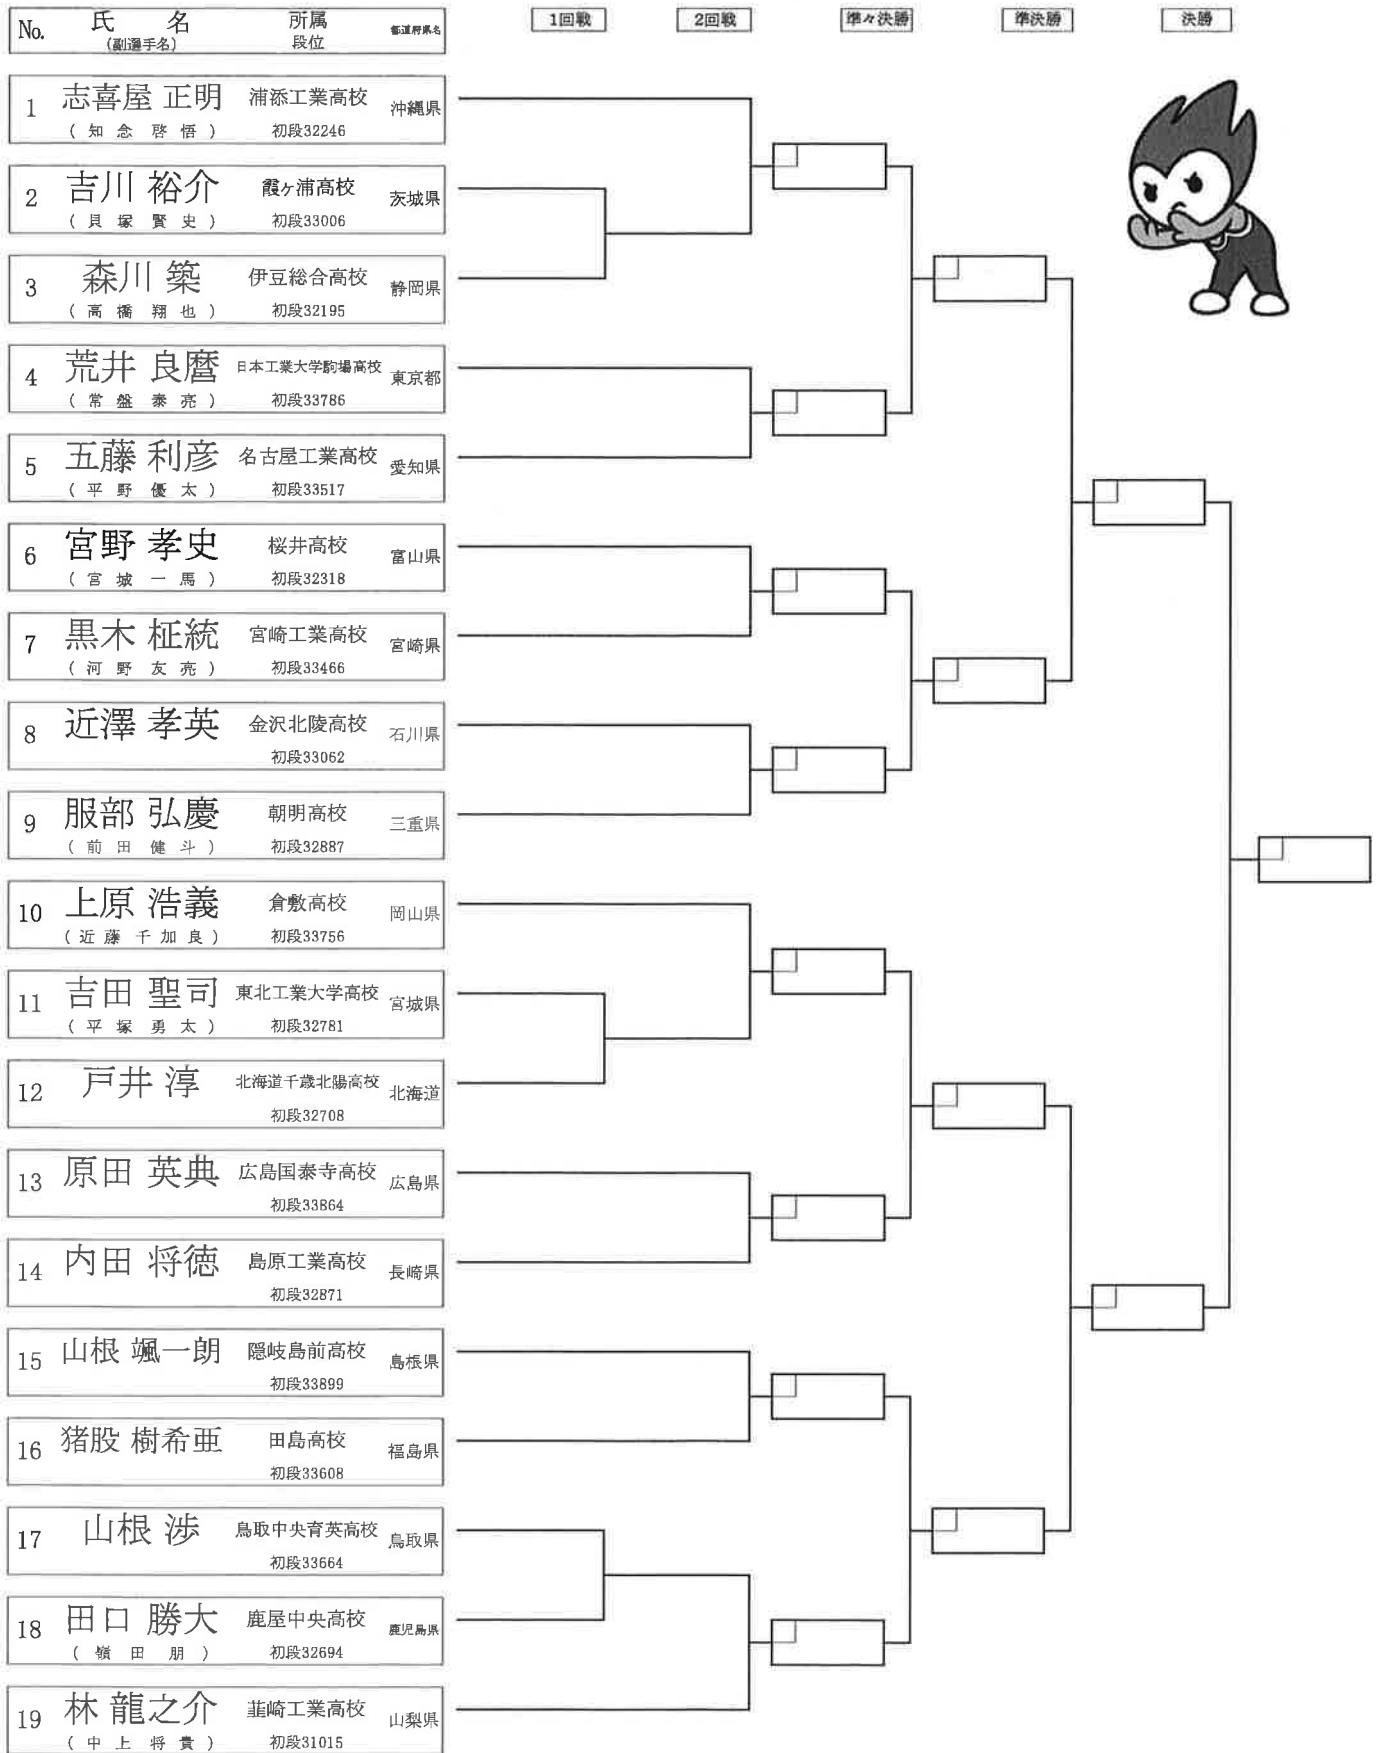 No. 氏 名 所属 都道府県名 1回戦 2回戦 準々決勝 準決勝 決勝
(副選手名) 段位
1 志喜屋 正明 浦添工業高校 沖縄県
(知念 啓悟) 初段32246
2 吉川 裕介 霞ヶ浦高校 茨城県
(貝塚 賢史) 初段33006
3 森川 築 伊豆総合高校 静岡県
(高橋 翔也) 初段32195
4 荒井 良麿 日本工業大学駒場高校 東京都
(常盤 泰亮) 初段33786
5 五藤 利彦 名古屋工業高校 愛知県
(平野 優太) 初段33517
6 宮野 孝史 桜井高校 富山県
(宮城 一馬) 初段32318
7 黒木 柾統 宮崎工業高校 宮崎県
(河野 友亮) 初段33466
8 近澤 孝英 金沢北陵高校 石川県
初段33062
9 服部 弘慶 朝明高校 三重県
(前田 健斗) 初段32887
10 上原 浩義 倉敷高校 岡山県
(近藤 千加良) 初段33756
11 吉田 聖司 東北工業大学高校 宮城県
(平塚 勇太) 初段32781
12 戸井 淳 北海道千歳北陽高校 北海道
初段32708
13 原田 英典 広島国泰寺高校 広島県
初段33864
14 内田 将徳 島原工業高校 長崎県
初段32871
15 山根 颯一朗 隠岐島前高校 島根県
初段33899
16 猪股 樹希亜 田島高校 福島県
初段33608
17 山根 渉 鳥取中央育英高校 鳥取県
初段33664
18 田口 勝大 鹿屋中央高校 鹿児島県
(嶺田 朋) 初段32694
19 林 龍之介 韮崎工業高校 山梨県
(中上 将貴) 初段31015